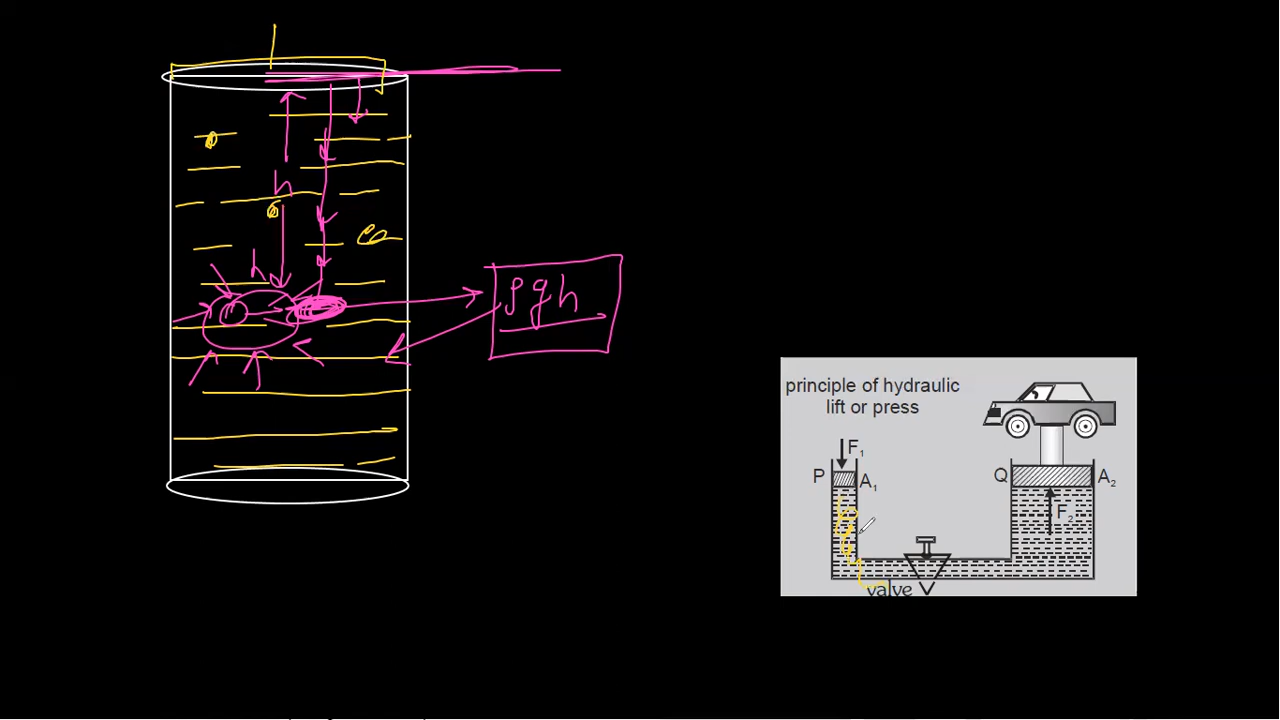 h
h
ρgh
principle of hydraulic
lift or press
F₁
P
A₁
Q
A₂
F₂
valve